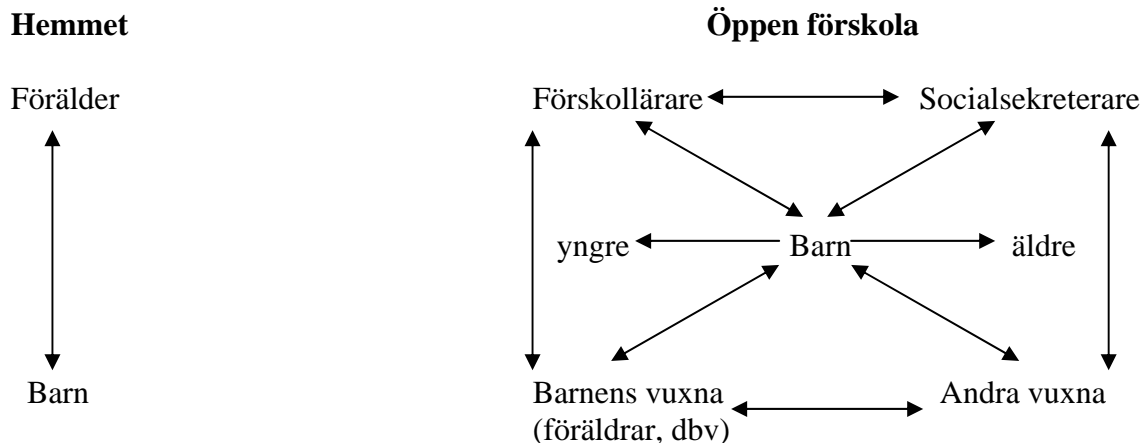 Hemmet Öppen förskola
Förälder Förskollärare Socialsekreterare
yngre Barn äldre
Barn Barnens vuxna Andra vuxna
(föräldrar, dbv)